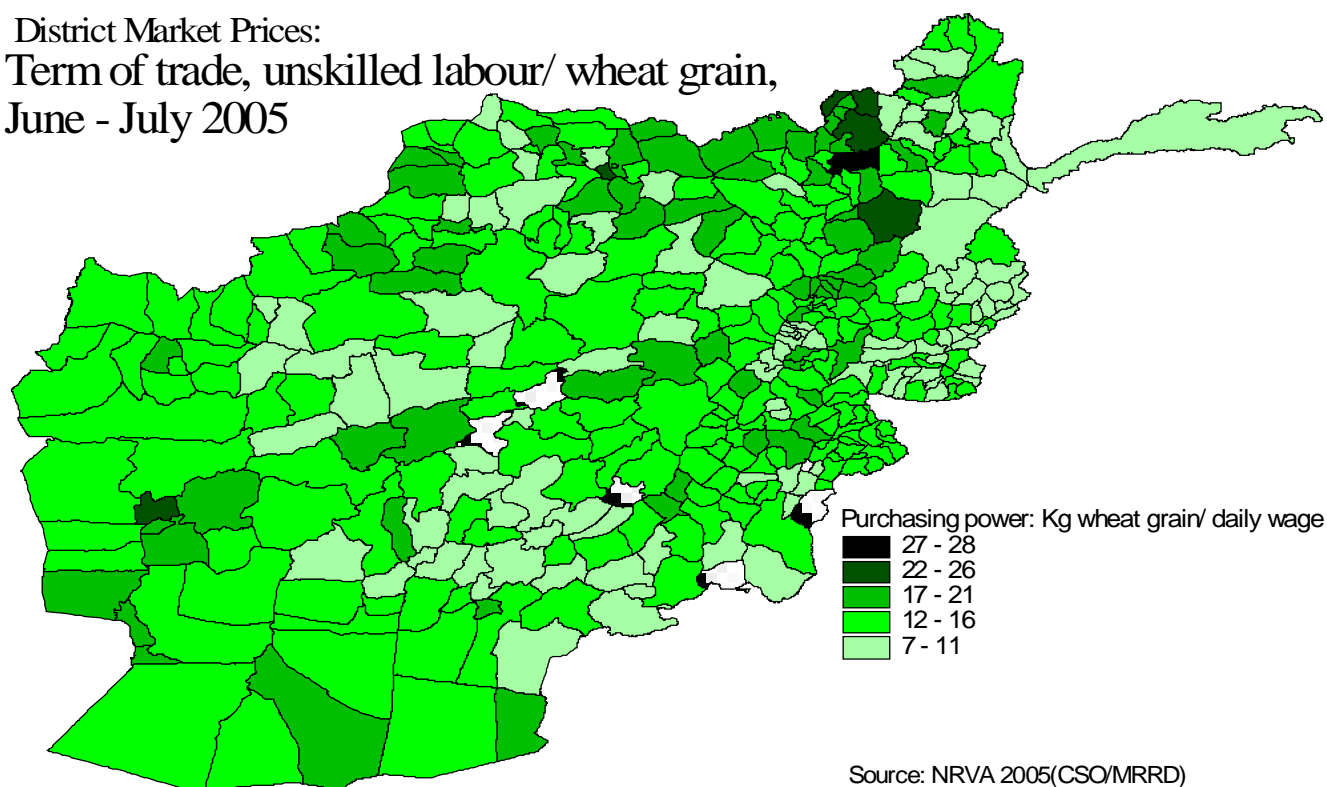 District Market Prices:
Term of trade, unskilled labour/ wheat grain,
June - July 2005
Purchasing power: Kg wheat grain/ daily wage
27 - 28
22 - 26
17 - 21
12 - 16
7 - 11
Source: NRVA 2005(CSO/MRRD)